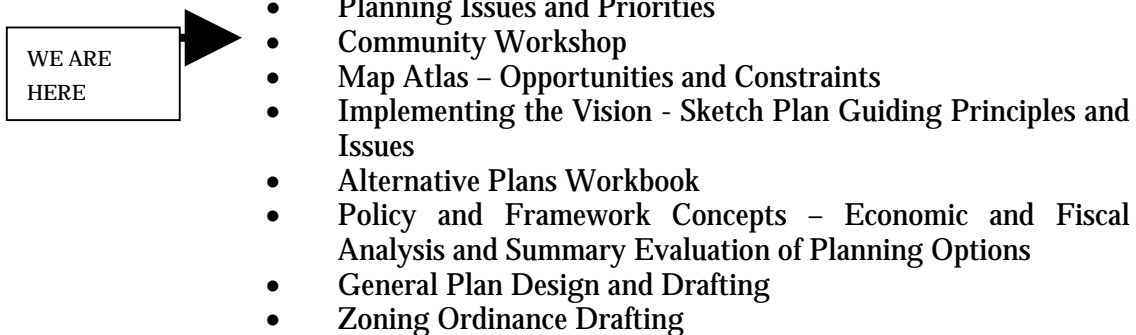 • Planning Issues and Priorities
WE ARE
HERE
• Community Workshop
• Map Atlas – Opportunities and Constraints
• Implementing the Vision - Sketch Plan Guiding Principles and
Issues
• Alternative Plans Workbook
• Policy and Framework Concepts – Economic and Fiscal
Analysis and Summary Evaluation of Planning Options
• General Plan Design and Drafting
• Zoning Ordinance Drafting